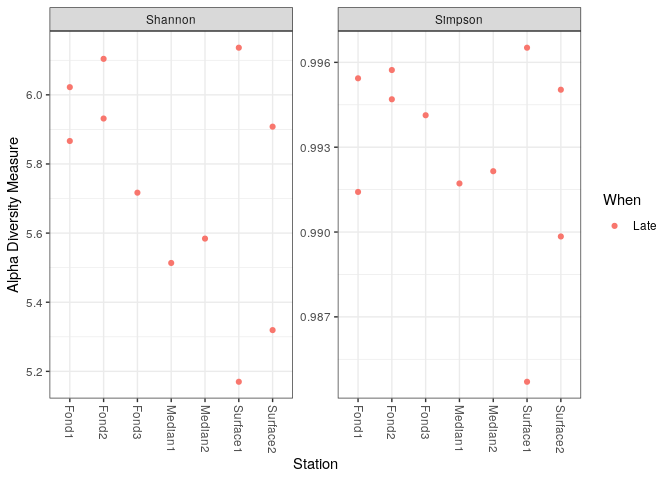 Shannon
Simpson
Alpha Diversity Measure
6.0
5.8
5.6
5.4
5.2
0.996
0.993
0.990
0.987
Fond1
Fond2
Fond3
Median1
Median2
Surface1
Surface2
Fond1
Fond2
Fond3
Median1
Median2
Surface1
Surface2
Station
When
Late